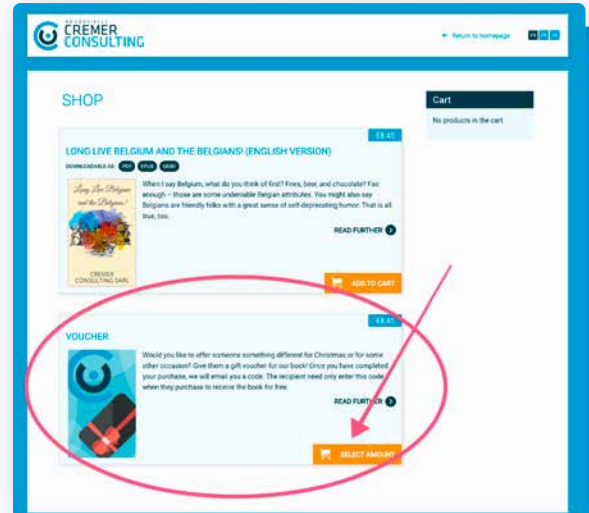 CREMER
CONSULTING
Return to homepage
SHOP
Cart
No products in the cart.
€8.45
LONG LIVE BELGIUM AND THE BELGIANS! (ENGLISH VERSION)
DOWNLOADABLE AS: PDF EPUB MOBI
When I say Belgium, what do you think of first? Fries, beer, and chocolate? Fair
enough – those are some undeniable Belgian attributes. You might also say
Belgians are friendly folks with a great sense of self-deprecating humor. That is all
true, too.
READ FURTHER
Long Live Belgium
and the Belgians!
CREMER
CONSULTING SARL
ADD TO CART
€8.45
VOUCHER
Would you like to offer someone something different for Christmas or for some
other occasion? Give them a gift voucher for our book! Once you have completed
your purchase, we will email you a code. The recipient need only enter this code
when they purchase to receive the book for free.
READ FURTHER
SELECT AMOUNT